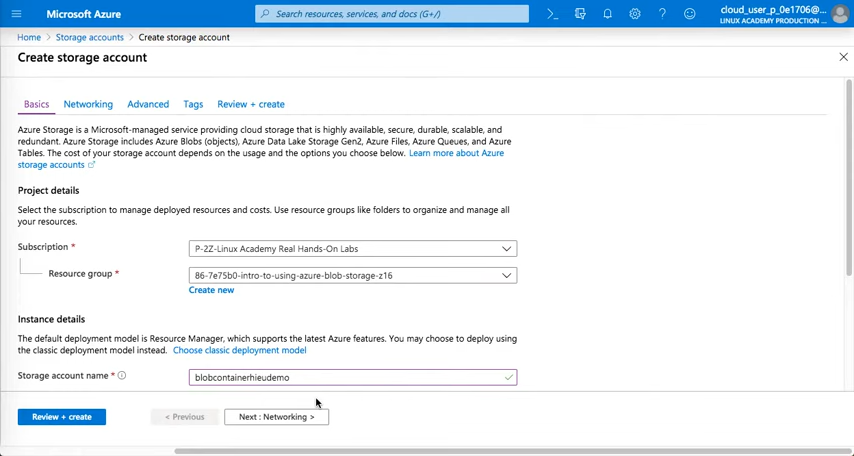 Microsoft Azure
Search resources, services, and docs (G+/)
cloud_user_p_0e1706@...
LINUX ACADEMY PRODUCTION ...
Home > Storage accounts > Create storage account
Create storage account
Basics Networking Advanced Tags Review + create
Azure Storage is a Microsoft-managed service providing cloud storage that is highly available, secure, durable, scalable, and
redundant. Azure Storage includes Azure Blobs (objects), Azure Data Lake Storage Gen2, Azure Files, Azure Queues, and Azure
Tables. The cost of your storage account depends on the usage and the options you choose below. Learn more about Azure
storage accounts
Project details
Select the subscription to manage deployed resources and costs. Use resource groups like folders to organize and manage all
your resources.
Subscription * P-2Z-Linux Academy Real Hands-On Labs
Resource group * 86-7e75b0-intro-to-using-azure-blob-storage-z16
Create new
Instance details
The default deployment model is Resource Manager, which supports the latest Azure features. You may choose to deploy using
the classic deployment model instead. Choose classic deployment model
Storage account name * blobcontainerhieudemo
Review + create < Previous Next : Networking >